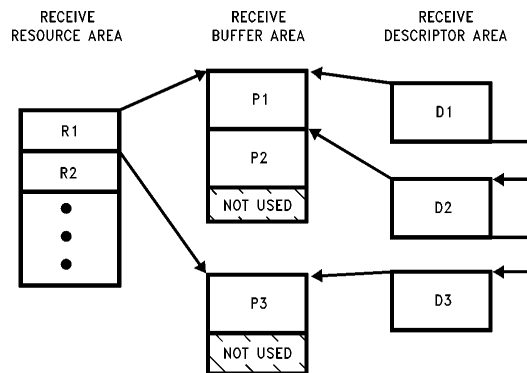 RECEIVE
RESOURCE AREA
RECEIVE
BUFFER AREA
RECEIVE
DESCRIPTOR AREA
R1
R2
P1
P2
NOT USED
P3
NOT USED
D1
D2
D3